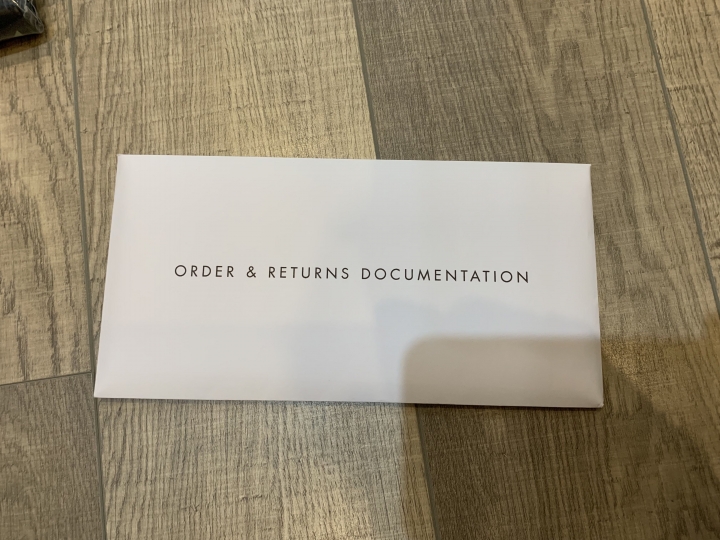 ORDER & RETURNS DOCUMENTATION